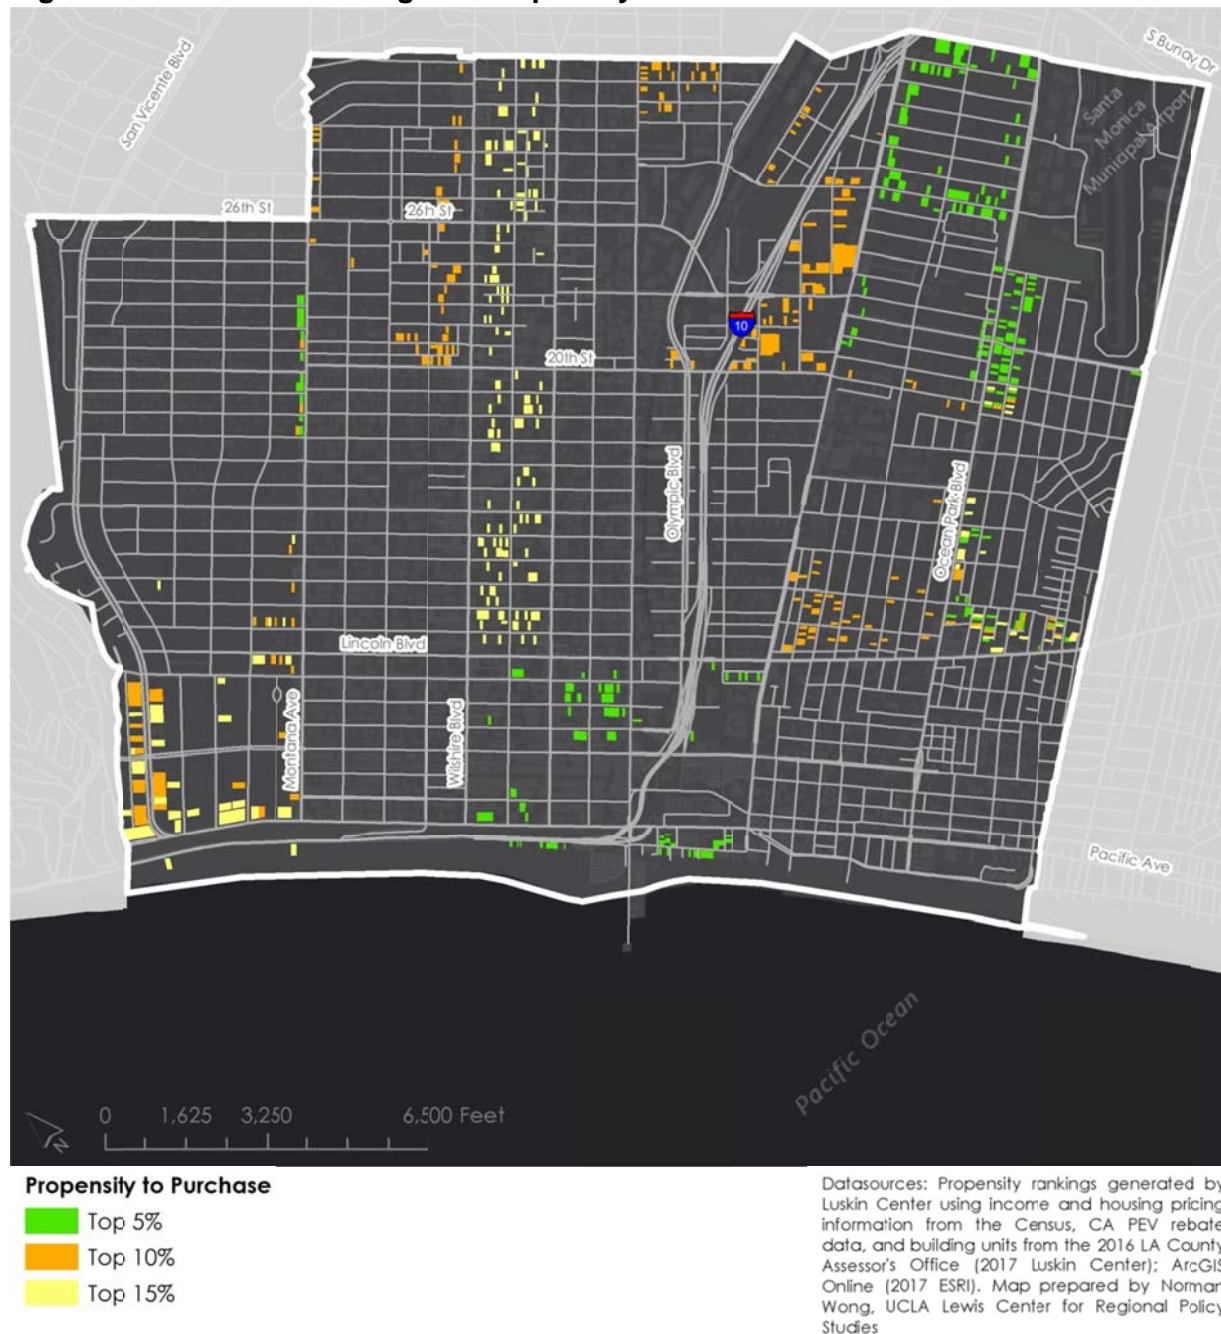 San Vicente Blvd
S Bundy Dr
Santa
Monica
Municipal Airport
26th St
26th St
10
20th St
Olympic Blvd
Ocean Park Blvd
Lincoln Blvd
Montana Ave
Wilshire Blvd
Pacific Ave
Pacific Ocean
N
0 1,625 3,250 6,500 Feet
Propensity to Purchase
Top 5%
Top 10%
Top 15%
Datasources: Propensity rankings generated by
Luskin Center using income and housing pricing
information from the Census, CA PEV rebate
data, and building units from the 2016 LA County
Assessor's Office (2017 Luskin Center); ArcGIS
Online (2017 ESRI). Map prepared by Norman
Wong, UCLA Lewis Center for Regional Policy
Studies